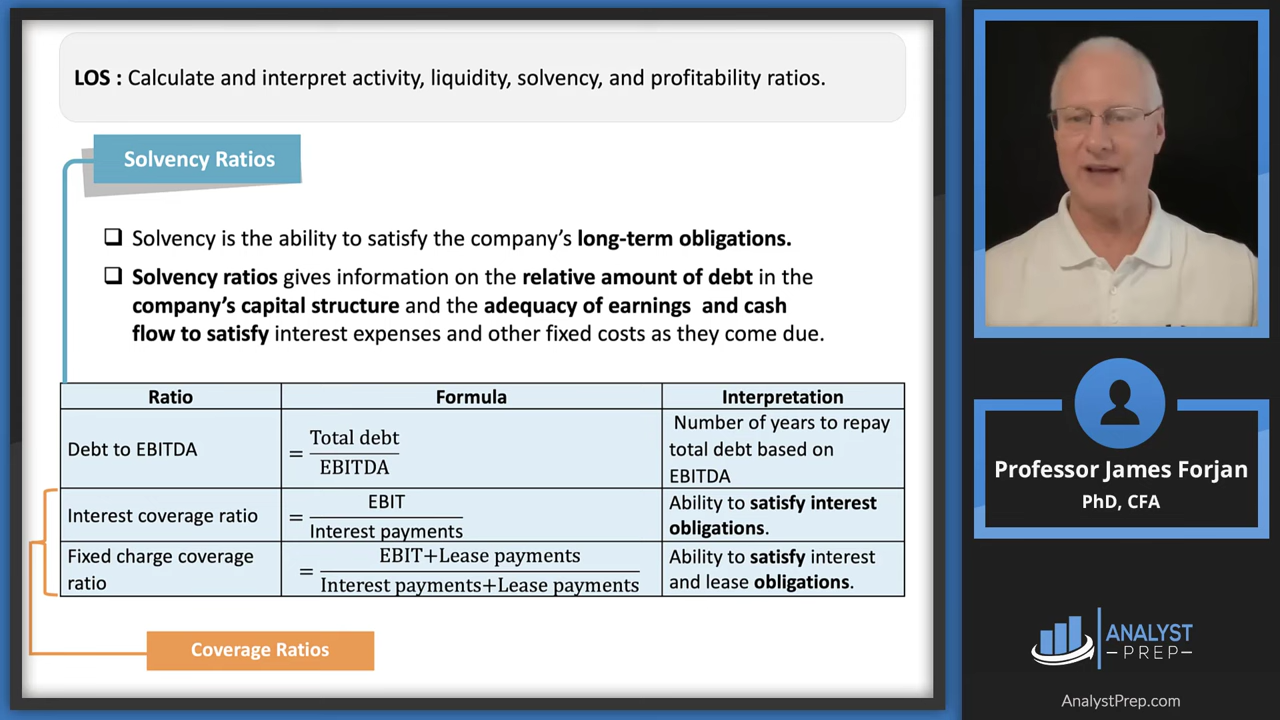 LOS : Calculate and interpret activity, liquidity, solvency, and profitability ratios.
Solvency Ratios
Solvency is the ability to satisfy the company's long-term obligations.
Solvency ratios gives information on the relative amount of debt in the
company's capital structure and the adequacy of earnings and cash
flow to satisfy interest expenses and other fixed costs as they come due.
Ratio Formula Interpretation
Debt to EBITDA
= Total debt
EBITDA
Number of years to repay
total debt based on
EBITDA
Interest coverage ratio
= EBIT
Interest payments
Ability to satisfy interest
obligations.
Fixed charge coverage
ratio
= EBIT+Lease payments
Interest payments+Lease payments
Ability to satisfy interest
and lease obligations.
Coverage Ratios
Professor James Forjan
PhD, CFA
ANALYST
PREP
AnalystPrep.com